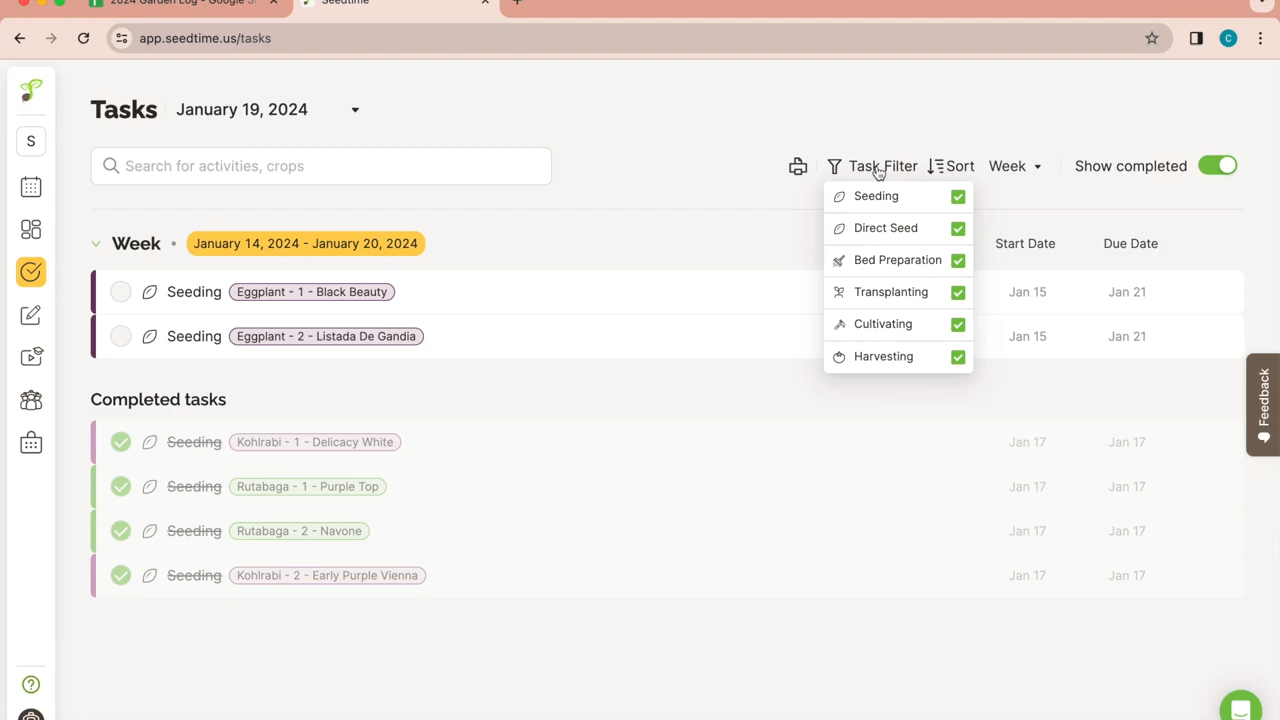 2024 Garden Log - Google S
Seedtime
app.seedtime.us/tasks
C
S
Tasks January 19, 2024
Search for activities, crops
Task Filter Sort Week Show completed
Seeding
Direct Seed
Bed Preparation
Transplanting
Cultivating
Harvesting
Week • January 14, 2024 - January 20, 2024 Start Date Due Date
Seeding Eggplant - 1 - Black Beauty Jan 15 Jan 21
Seeding Eggplant - 2 - Listada De Gandia Jan 15 Jan 21
Completed tasks
Seeding Kohlrabi - 1 - Delicacy White Jan 17 Jan 17
Seeding Rutabaga - 1 - Purple Top Jan 17 Jan 17
Seeding Rutabaga - 2 - Navone Jan 17 Jan 17
Seeding Kohlrabi - 2 - Early Purple Vienna Jan 17 Jan 17
Feedback